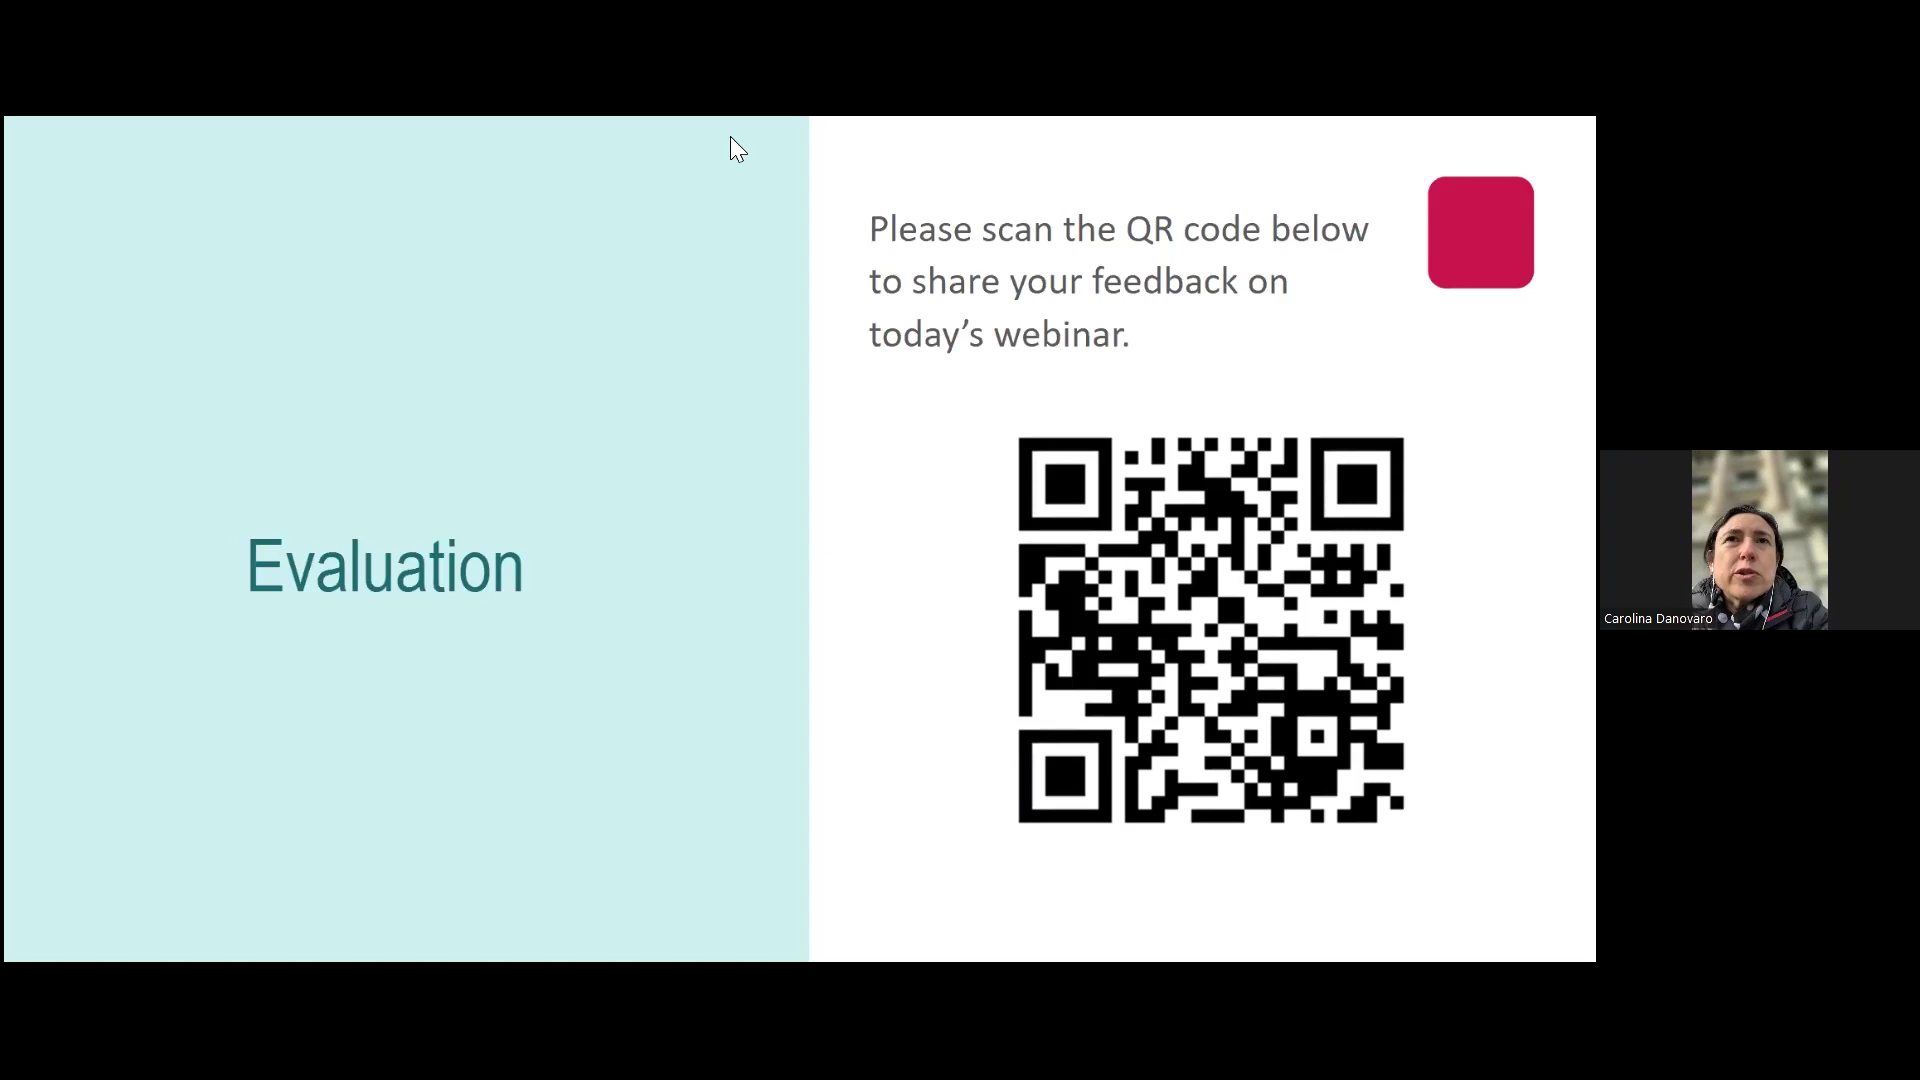 Evaluation
Please scan the QR code below
to share your feedback on
today’s webinar.
Carolina Danovaro